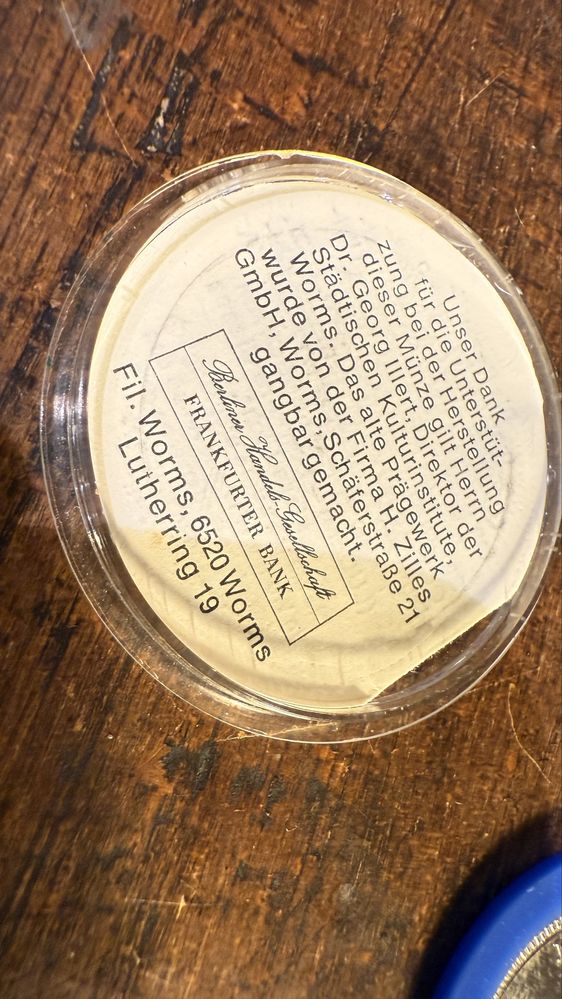 Unser Dank
für die Unterstüt-
zung bei der Herstellung
dieser Münze gilt Herrn
Dr. Georg Illert, Direktor der
Städtischen Kulturinstitute,
Worms. Das alte Prägewerk
wurde von der Firma H. Zilles
GmbH, Worms, Schäferstraße 21
gangbar gemacht.
Berliner Handels-Gesellschaft
FRANKFURTER BANK
Fil. Worms, 6520 Worms
Lutherring 19